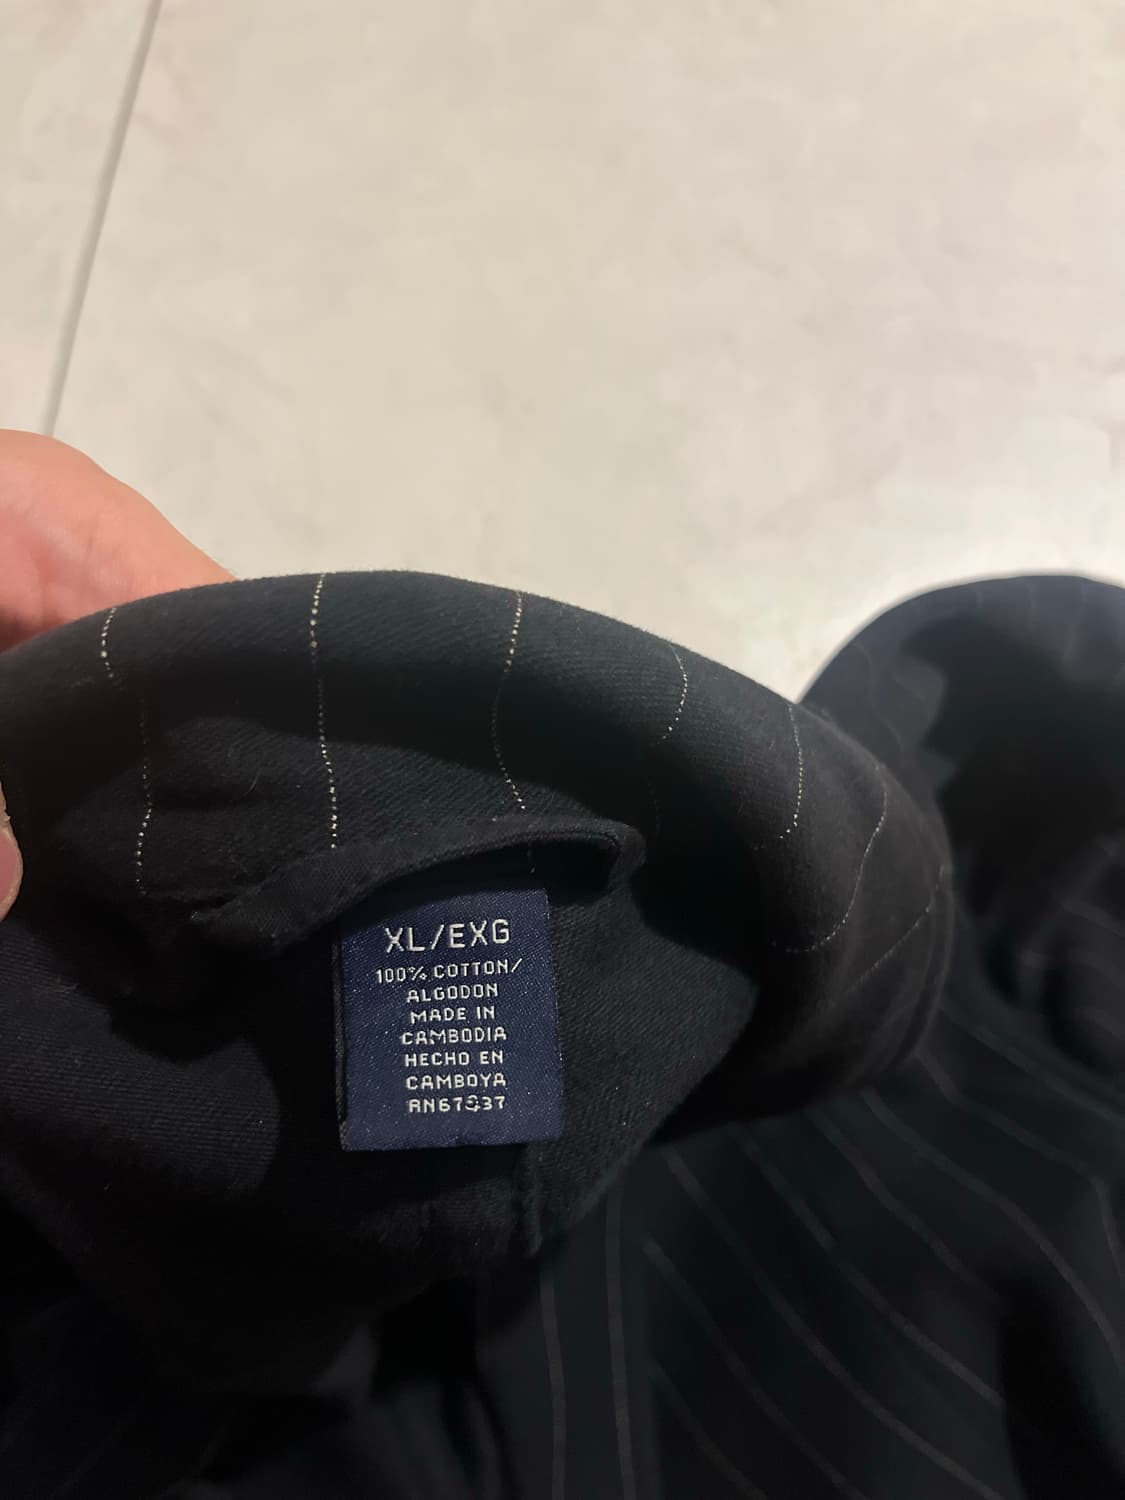 XL/EXG
100% COTTON/
ALGODON
MADE IN
CAMBODIA
HECHO EN
CAMBOYA